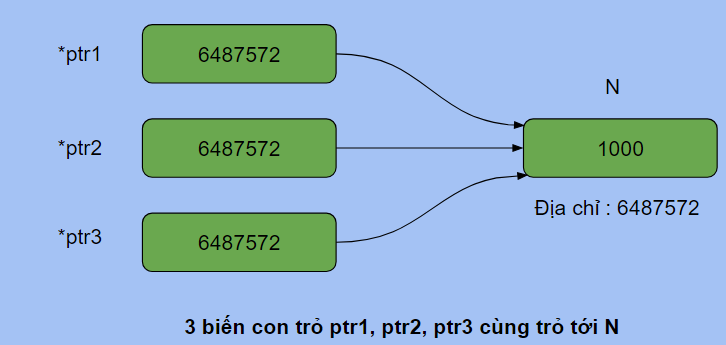 *ptr1
6487572
N
*ptr2
6487572
1000
Địa chỉ : 6487572
*ptr3
6487572
3 biến con trỏ ptr1, ptr2, ptr3 cùng trỏ tới N